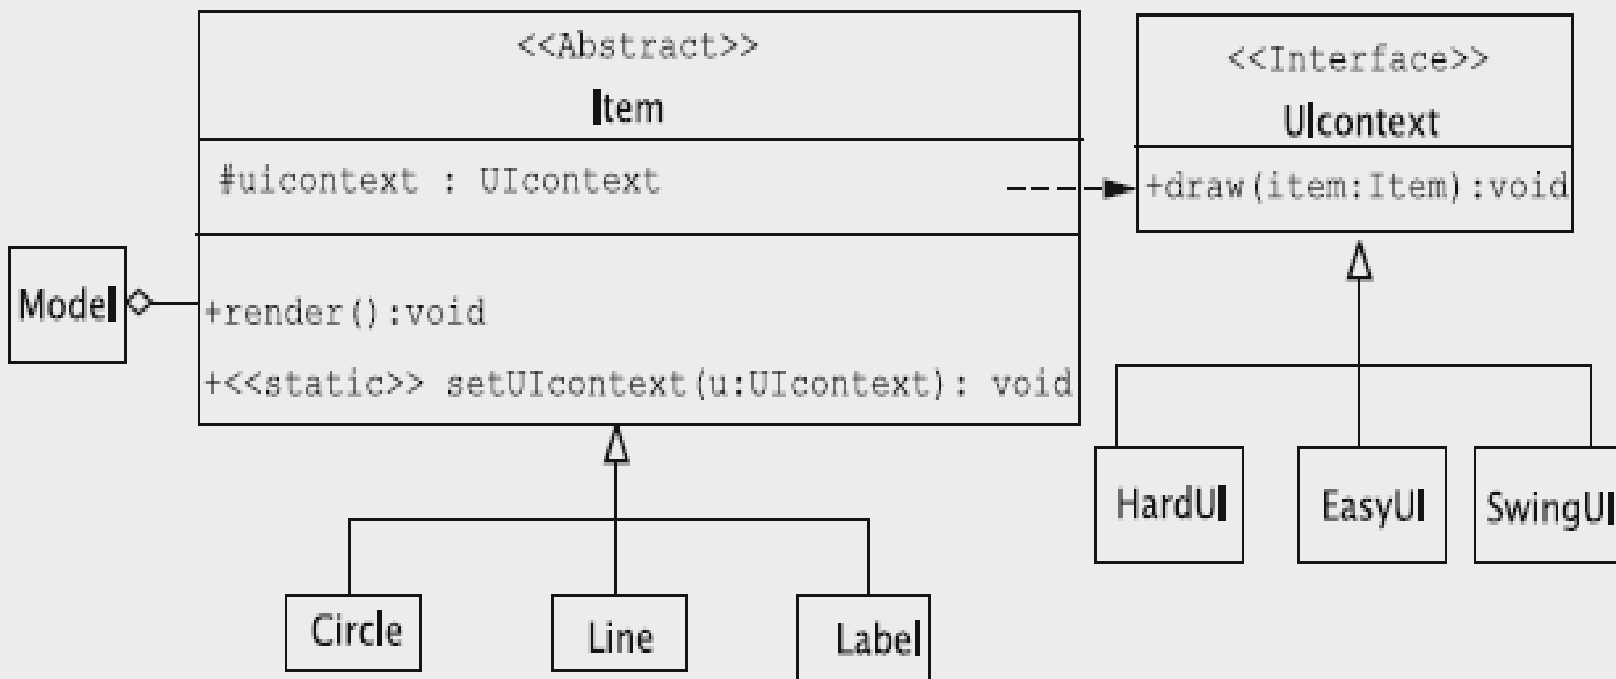 <<Abstract>>
Item
#uicontext : UIcontext
+render():void
+<<static>> setUIcontext(u:UIcontext): void
<<Interface>>
UIcontext
+draw(item:Item):void
Model
HardUI
EasyUI
SwingUI
Circle
Line
Label